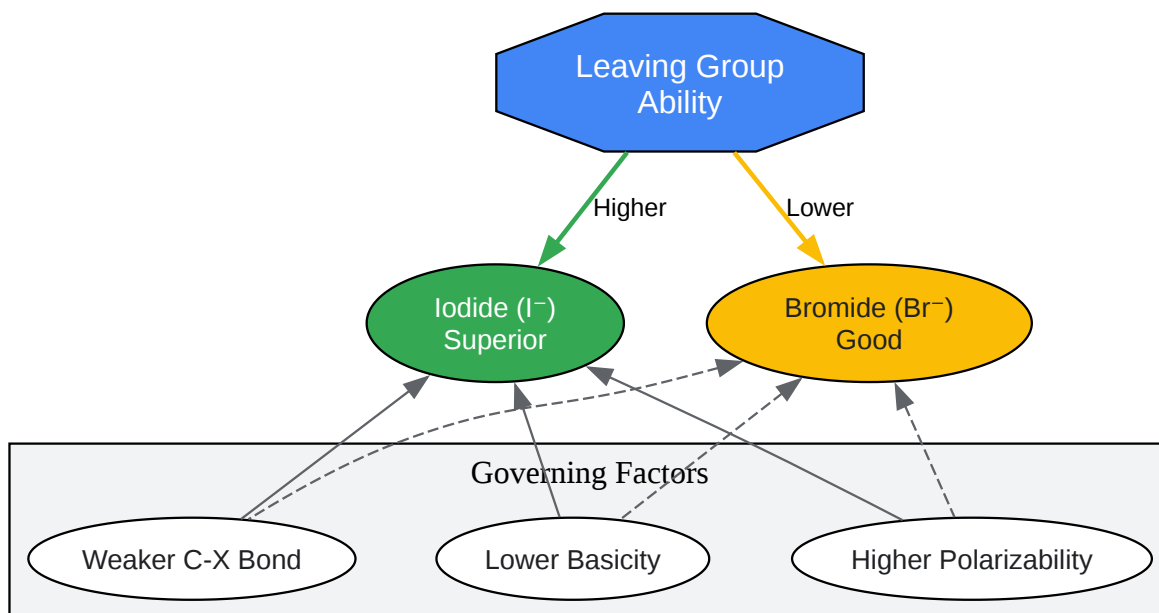 Leaving Group
Ability
Higher
Lower
Iodide (I⁻)
Superior
Bromide (Br⁻)
Good
Governing Factors
Weaker C-X Bond
Lower Basicity
Higher Polarizability